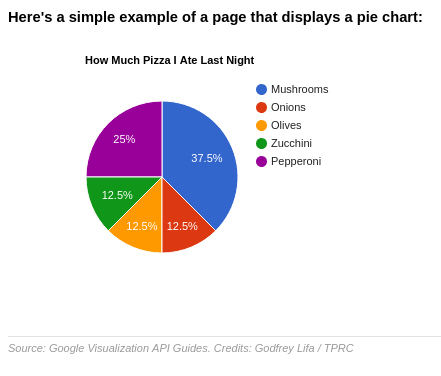 Here's a simple example of a page that displays a pie chart:
How Much Pizza I Ate Last Night
Mushrooms
Onions
Olives
Zucchini
Pepperoni
25%
37.5%
12.5%
12.5%
12.5%
Source: Google Visualization API Guides. Credits: Godfrey Lifa / TPRC